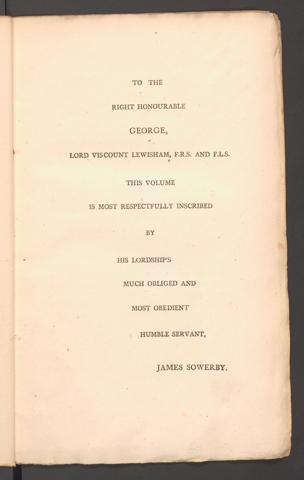 TO THE
RIGHT HONOURABLE
GEORGE,
LORD VISCOUNT LEWISHAM, F.R.S. AND F.L.S.
THIS VOLUME
IS MOST RESPECTFULLY INSCRIBED
BY
HIS LORDSHIP'S
MUCH OBLIGED AND
MOST OBEDIENT
HUMBLE SERVANT,
JAMES SOWERBY.